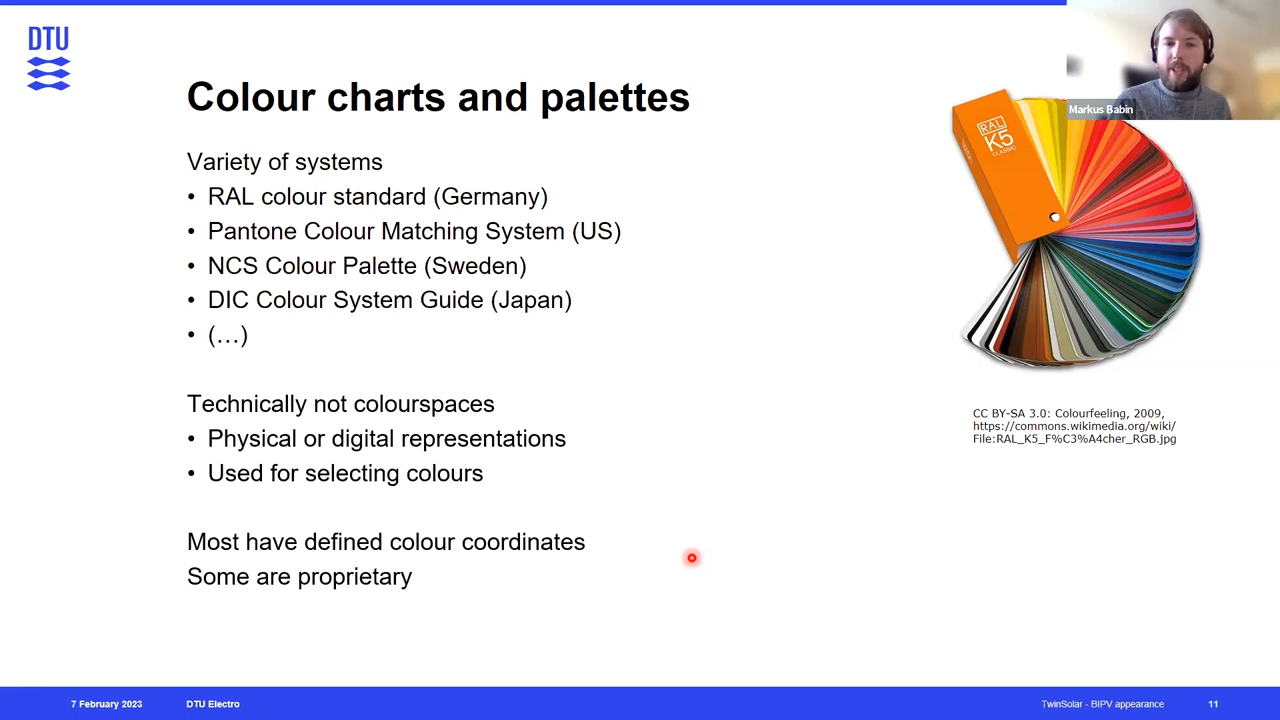 DTU
Colour charts and palettes
Variety of systems
• RAL colour standard (Germany)
• Pantone Colour Matching System (US)
• NCS Colour Palette (Sweden)
• DIC Colour System Guide (Japan)
• (…)
Technically not colourspaces
• Physical or digital representations
• Used for selecting colours
Most have defined colour coordinates
Some are proprietary
Markus Babin
RAL
K5
CLASSIC
CC BY-SA 3.0: Colourfeeling, 2009,
https://commons.wikimedia.org/wiki/
File:RAL_K5_F%C3%A4cher_RGB.jpg
7 February 2023
DTU Electro
TwinSolar - BIPV appearance
11